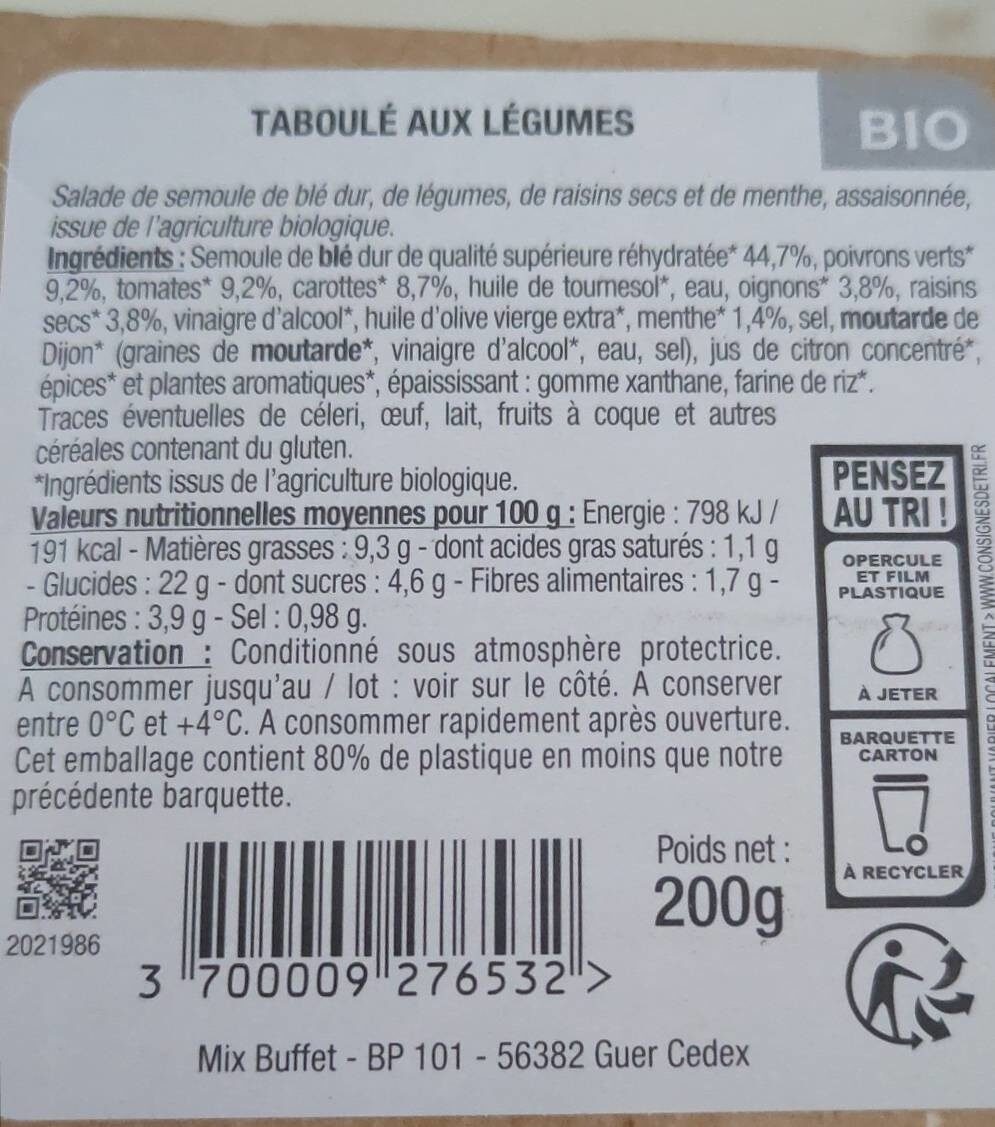 TABOULÉ AUX LÉGUMES
BIO
Salade de semoule de blé dur, de légumes, de raisins secs et de menthe, assaisonnée,
issue de l'agriculture biologique.
Ingrédients : Semoule de blé dur de qualité supérieure réhydratée* 44,7%, poivrons verts*
9,2%, tomates* 9,2%, carottes* 8,7%, huile de tournesol*, eau, oignons* 3,8%, raisins
secs* 3,8%, vinaigre d'alcool*, huile d'olive vierge extra*, menthe* 1,4%, sel, moutarde de
Dijon* (graines de moutarde*, vinaigre d'alcool*, eau, sel), jus de citron concentré*,
épices* et plantes aromatiques*, épaississant : gomme xanthane, farine de riz*.
Traces éventuelles de céleri, œuf, lait, fruits à coque et autres
céréales contenant du gluten.
*Ingrédients issus de l'agriculture biologique.
Valeurs nutritionnelles moyennes pour 100 g : Energie : 798 kJ /
191 kcal - Matières grasses : 9,3 g - dont acides gras saturés : 1,1 g
- Glucides : 22 g - dont sucres : 4,6 g - Fibres alimentaires : 1,7 g -
Protéines : 3,9 g - Sel : 0,98 g.
Conservation : Conditionné sous atmosphère protectrice.
A consommer jusqu'au / lot : voir sur le côté. A conserver
entre 0°C et +4°C. A consommer rapidement après ouverture.
Cet emballage contient 80% de plastique en moins que notre
précédente barquette.
PENSEZ
AU TRI !
OPERCULE
ET FILM
PLASTIQUE
À JETER
BARQUETTE
CARTON
À RECYCLER
LOCALEMENT > WWW.CONSIGNESDETRI.FR
Poids net :
200g
2021986
3 700009 276532 >
Mix Buffet - BP 101 - 56382 Guer Cedex